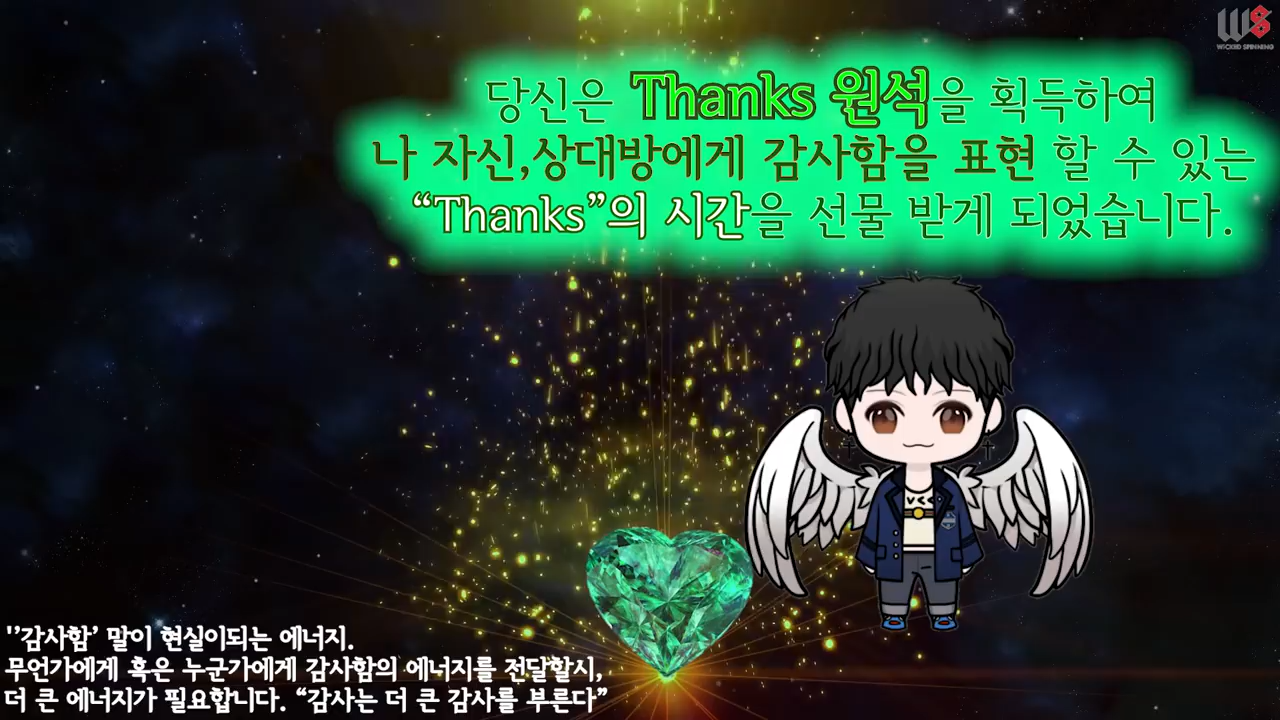 WS
WICKED SPINNING
당신은 Thanks 원석을 획득하여
나 자신,상대방에게 감사함을 표현 할 수 있는
“Thanks”의 시간을 선물 받게 되었습니다.
''감사함’ 말이 현실이되는 에너지.
무언가에게 혹은 누군가에게 감사함의 에너지를 전달할시,
더 큰 에너지가 필요합니다. “감사는 더 큰 감사를 부른다”